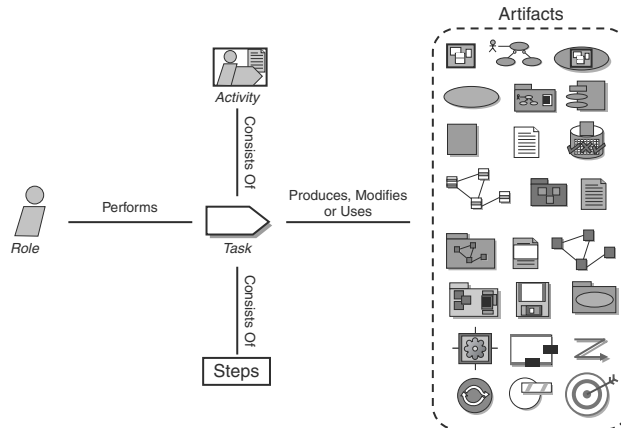 Artifacts
Activity
Consists Of
Performs
Produces, Modifies
or Uses
Role
Task
Consists Of
Steps